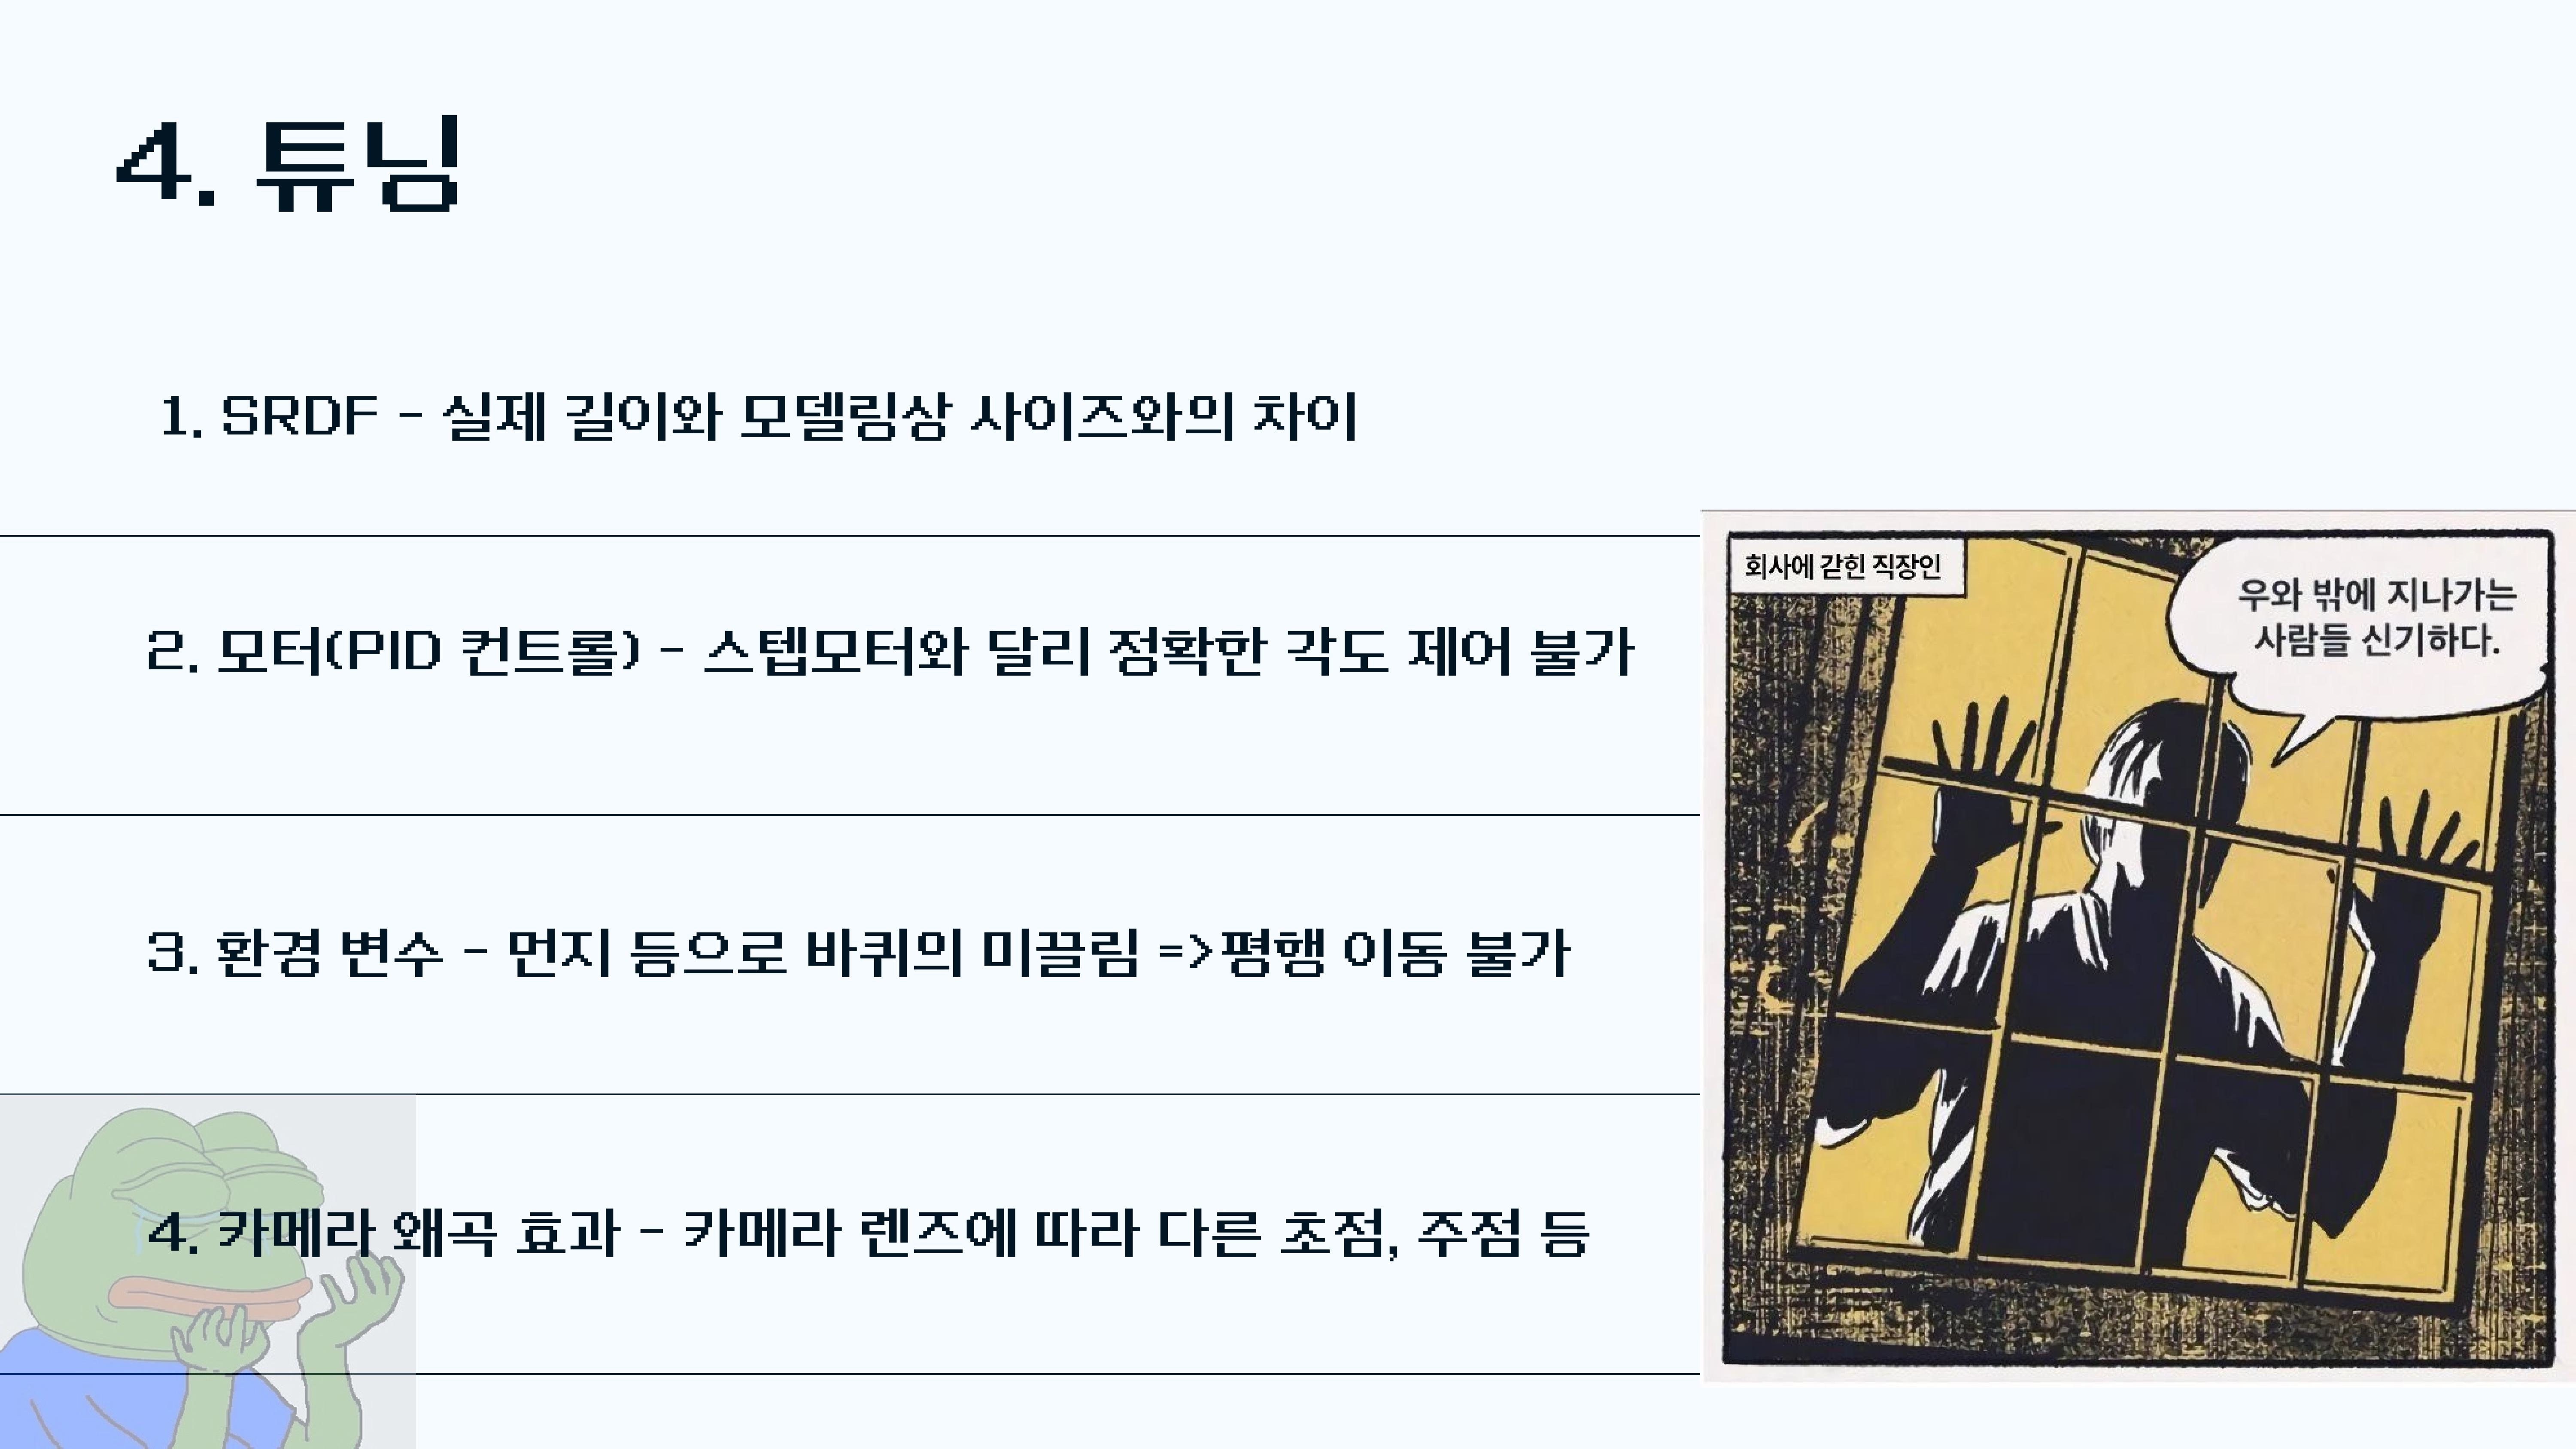 4. 튜닝
1. SRDF - 실제 길이와 모델링상 사이즈와의 차이
2. 모터(PID 컨트롤) - 스텝모터와 달리 정확한 각도 제어 불가
3. 환경 변수 - 먼지 등으로 바퀴의 미끌림 =>평행 이동 불가
4. 카메라 왜곡 효과 - 카메라 렌즈에 따라 다른 초점, 주점 등
회사에 갇힌 직장인
우와 밖에 지나가는
사람들 신기하다.